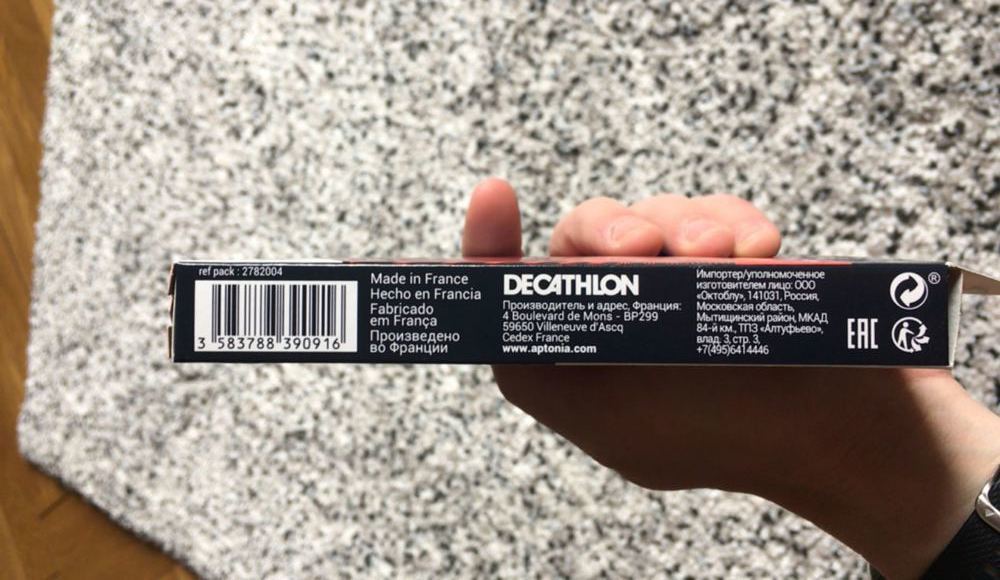 ref pack : 2782004
3 583788 390916
Made in France
Hecho en Francia
Fabricado
em França
Произведено
во Франции
DECATHLON
Производитель и адрес, Франция:
4 Boulevard de Mons - BP299
59650 Villeneuve d'Ascq
Cedex France
www.aptonia.com
Импортер/уполномоченное
изготовителем лицо: ООО
«Октоблу», 141031, Россия,
Московская область,
Мытищинский район, МКАД
84-й км., ТПЗ «Алтуфьево»,
влад. 3, стр. 3,
+7(495)6414446
EAC
®